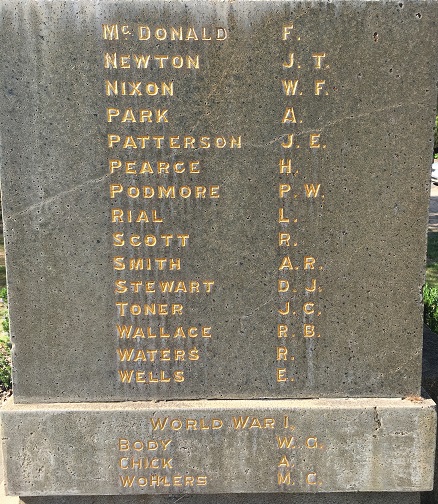 McDONALD F.
NEWTON J. T.
NIXON W. F.
PARK A.
PATTERSON J. E.
PEARCE H.
PODMORE P. W.
RIAL L.
SCOTT R.
SMITH A. R.
STEWART D. J.
TONER J. C.
WALLACE R. B.
WATERS R.
WELLS E.
WORLD WAR I.
BODY W. G.
CHICK A.
WOHLERS M. C.